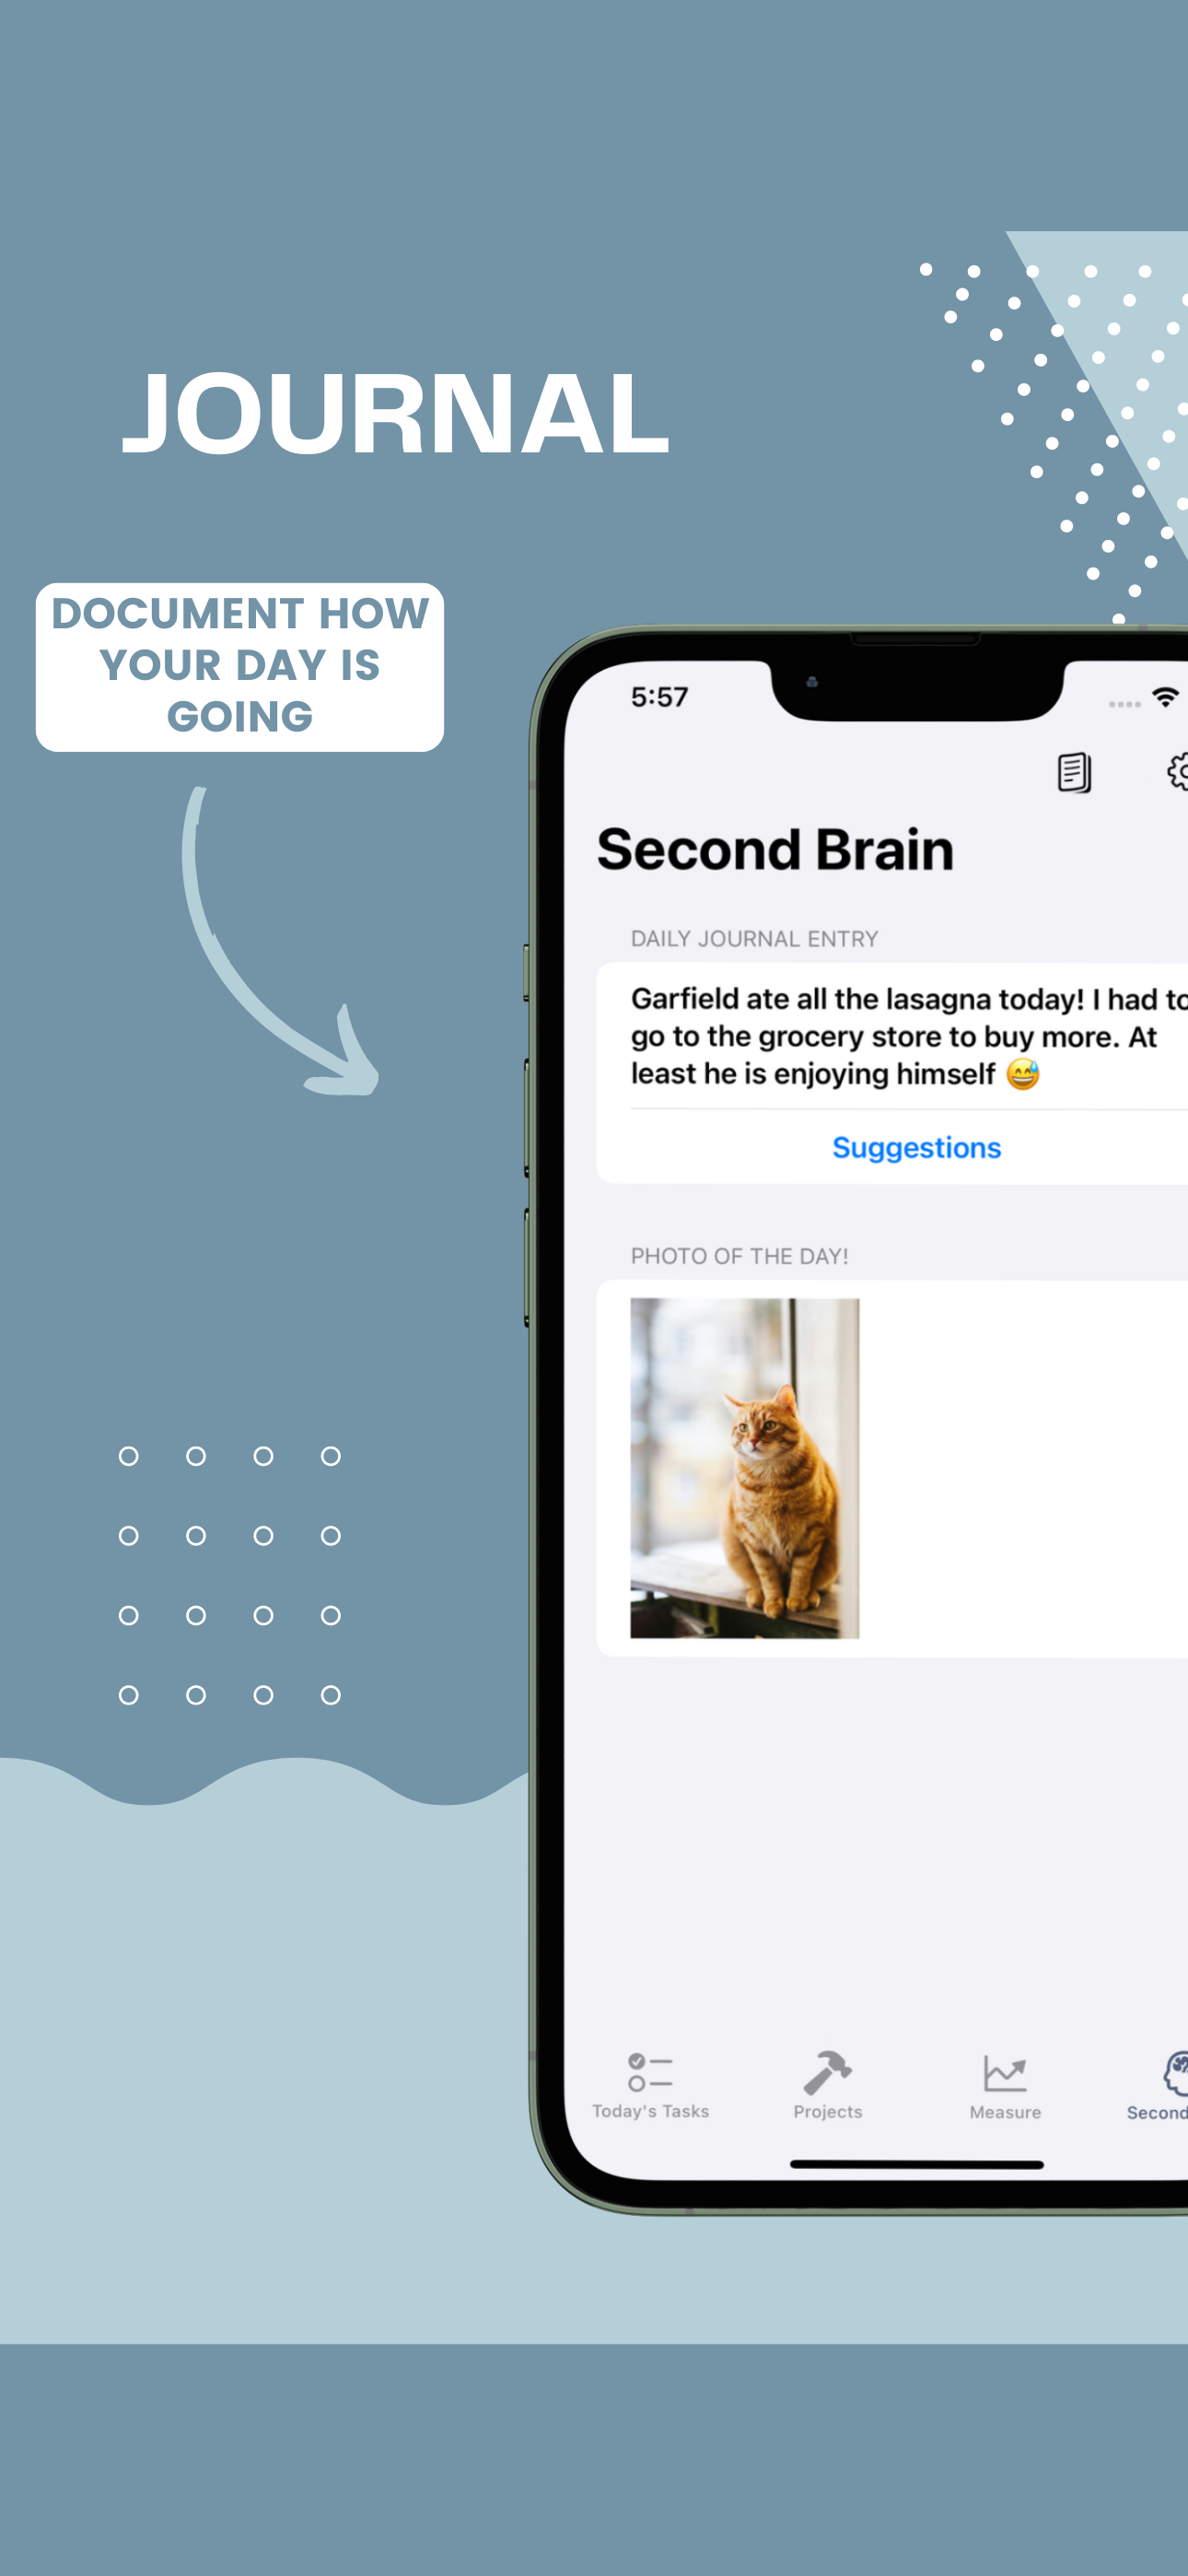 JOURNAL
DOCUMENT HOW
YOUR DAY IS
GOING
5:57
Second Brain
DAILY JOURNAL ENTRY
Garfield ate all the lasagna today! I had to
go to the grocery store to buy more. At
least he is enjoying himself 😅
Suggestions
PHOTO OF THE DAY!
Today's Tasks
Projects
Measure
Second